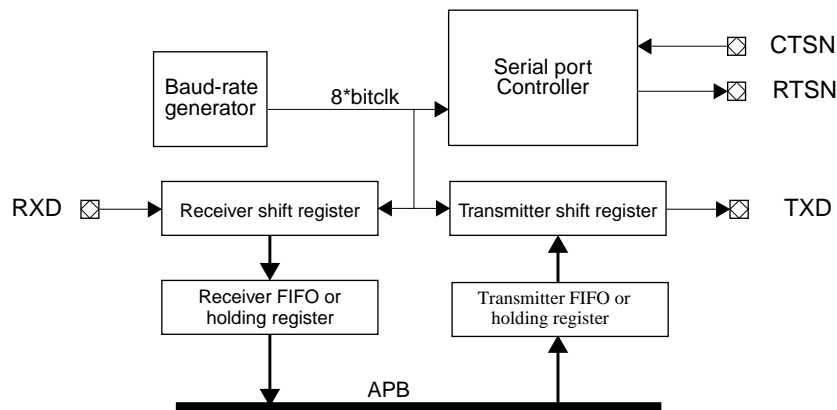 CTSN
Baud-rate
generator
8*bitclk
Serial port
Controller
RTSN
RXD
Receiver shift register
Transmitter shift register
TXD
Receiver FIFO or
holding register
Transmitter FIFO or
holding register
APB